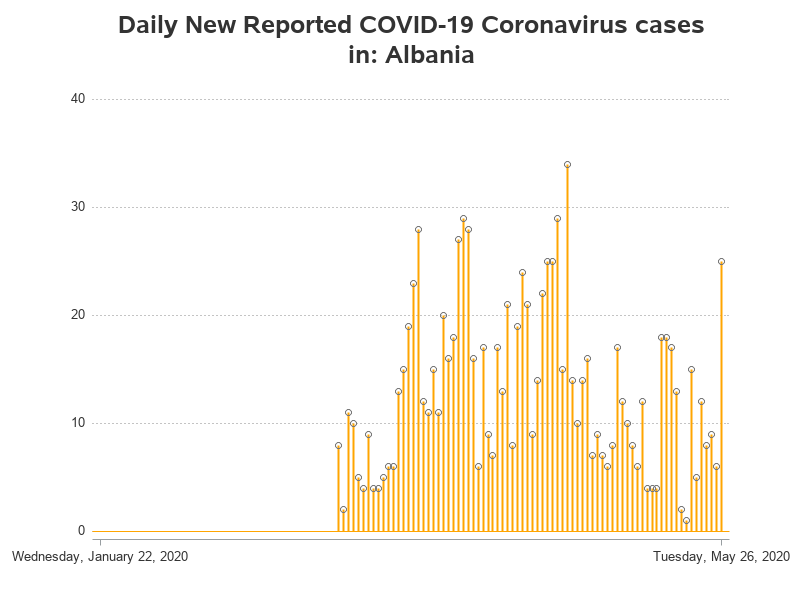 Daily New Reported COVID-19 Coronavirus cases
in: Albania
40
30
20
10
0
Wednesday, January 22, 2020
Tuesday, May 26, 2020